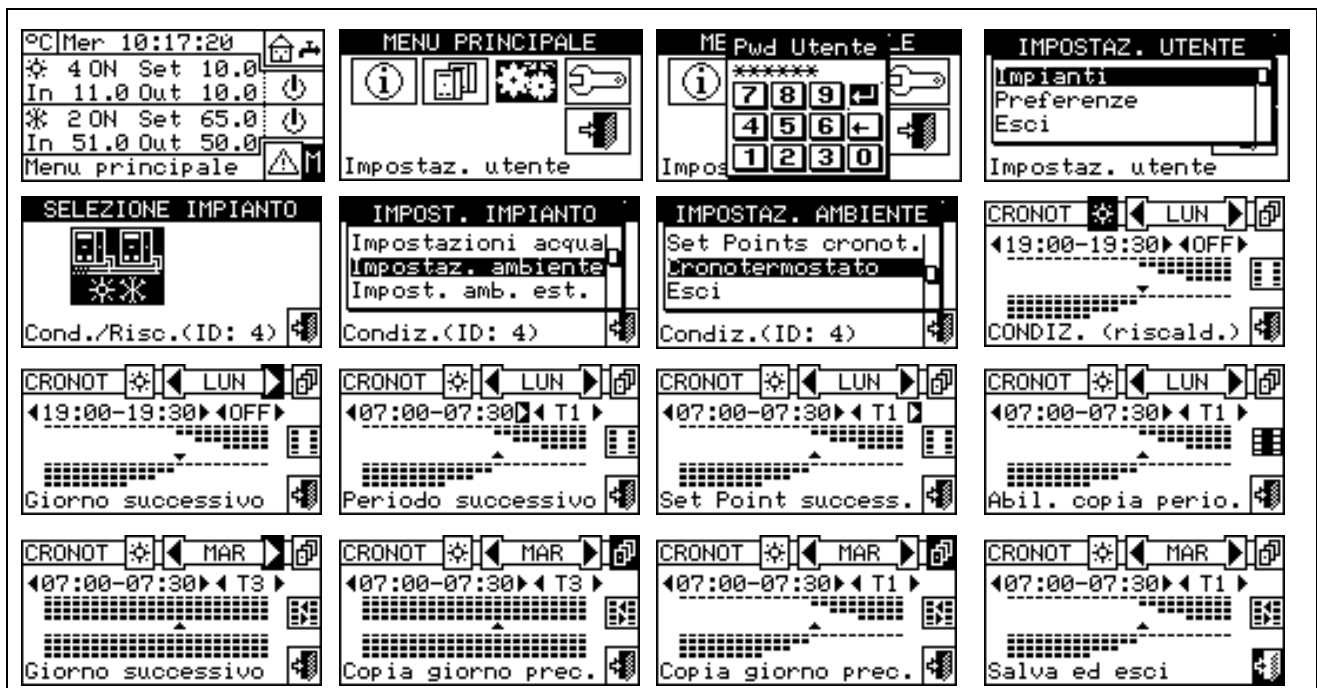 °C Mer 10:17:20
4 ON Set 10.0
In 11.0 Out 10.0
2 ON Set 65.0
In 51.0 Out 50.0
Menu principale M
MENU PRINCIPALE
i
Impostaz. utente
ME Pwd Utente LE
******
i
7 8 9
4 5 6 ←
1 2 3 0
Impos
IMPOSTAZ. UTENTE
Impianti
Preferenze
Esci
Impostaz. utente
SELEZIONE IMPIANTO
Cond./Risc.(ID: 4)
IMPOST. IMPIANTO
Impostazioni acqua
Impostaz. ambiente
Impost. amb. est.
Condiz.(ID: 4)
IMPOSTAZ. AMBIENTE
Set Points cronot.
Cronotermostato
Esci
Condiz.(ID: 4)
CRONOT LUN
19:00-19:30 OFF
CONDIZ. (riscald.)
CRONOT LUN
19:00-19:30 OFF
Giorno successivo
CRONOT LUN
07:00-07:30 T1
Periodo successivo
CRONOT LUN
07:00-07:30 T1
Set Point success.
CRONOT LUN
07:00-07:30 T1
Abil. copia perio.
CRONOT MAR
07:00-07:30 T3
Giorno successivo
CRONOT MAR
07:00-07:30 T3
Copia giorno prec.
CRONOT MAR
07:00-07:30 T1
Copia giorno prec.
CRONOT MAR
07:00-07:30 T1
Salva ed esci